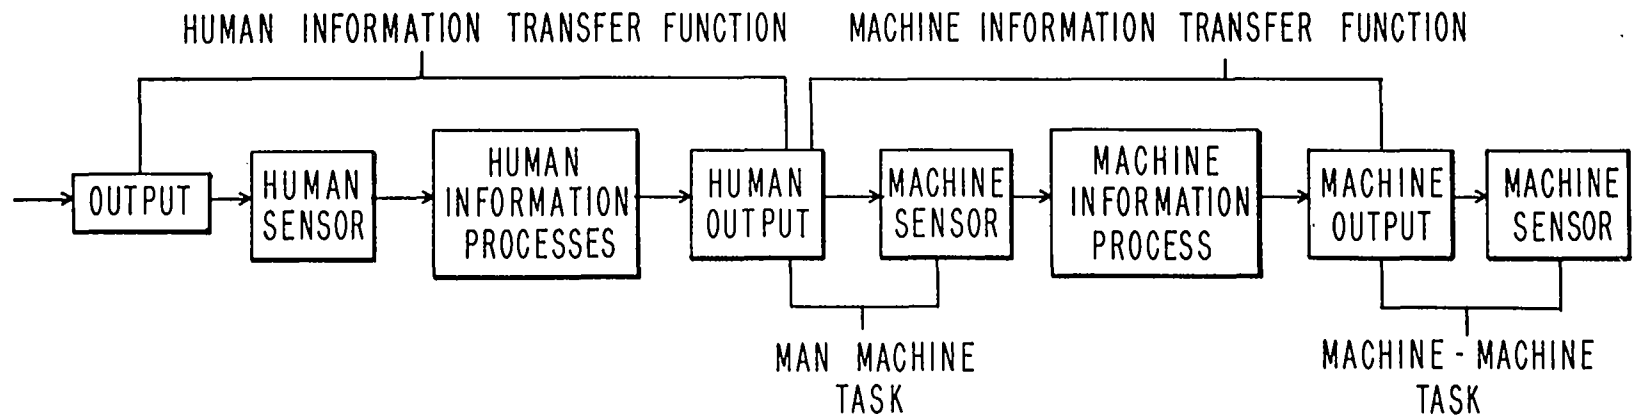 HUMAN INFORMATION TRANSFER FUNCTION
MACHINE INFORMATION TRANSFER FUNCTION
OUTPUT
HUMAN
SENSOR
HUMAN
INFORMATION
PROCESSES
HUMAN
OUTPUT
MACHINE
SENSOR
MACHINE
INFORMATION
PROCESS
MACHINE
OUTPUT
MACHINE
SENSOR
MAN MACHINE
TASK
MACHINE - MACHINE
TASK